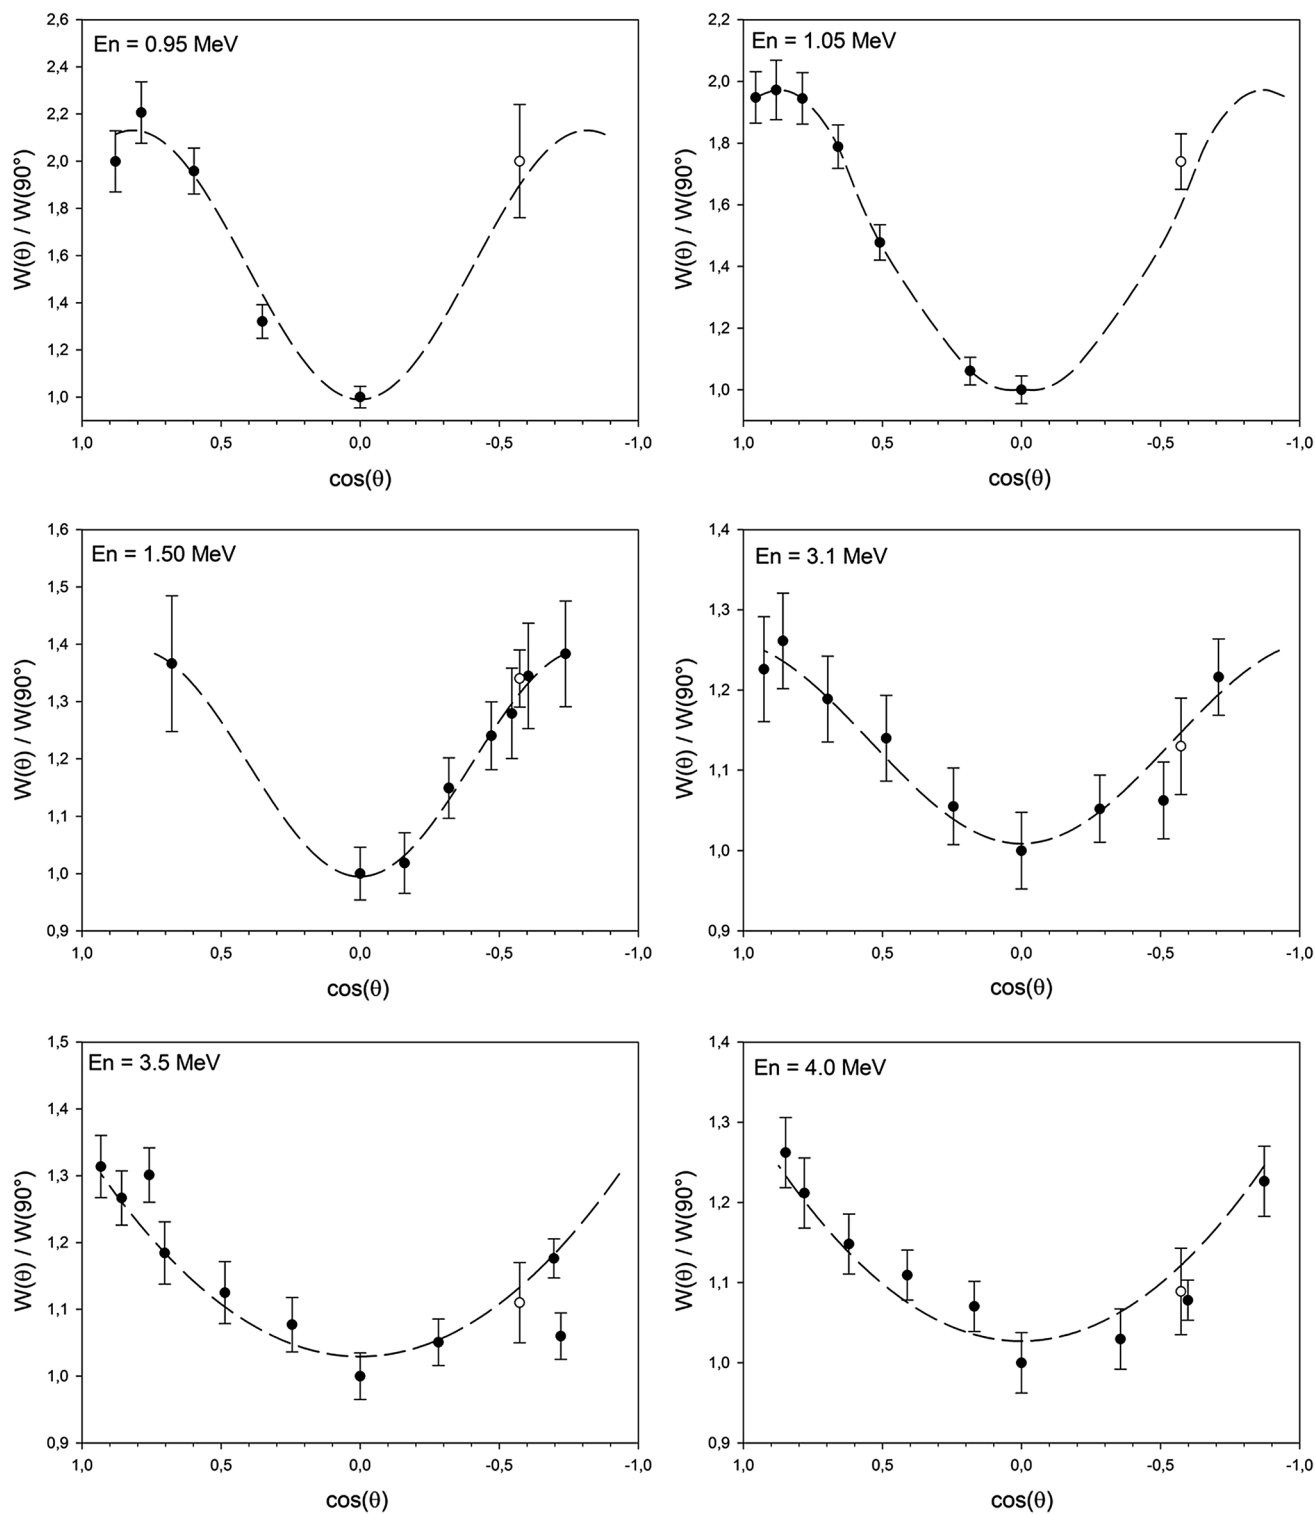 2,6
2,4
2,2
2,0
1,8
1,6
1,4
1,2
1,0
En = 0.95 MeV
W(θ) / W(90°)
1,0 0,5 0,0 -0,5 -1,0
cos(θ)
2,2
2,0
1,8
1,6
1,4
1,2
1,0
En = 1.05 MeV
W(θ) / W(90°)
1,0 0,5 0,0 -0,5 -1,0
cos(θ)
1,6
1,5
1,4
1,3
1,2
1,1
1,0
0,9
En = 1.50 MeV
W(θ) / W(90°)
1,0 0,5 0,0 -0,5 -1,0
cos(θ)
1,4
1,3
1,2
1,1
1,0
0,9
En = 3.1 MeV
W(θ) / W(90°)
1,0 0,5 0,0 -0,5 -1,0
cos(θ)
1,5
1,4
1,3
1,2
1,1
1,0
0,9
En = 3.5 MeV
W(θ) / W(90°)
1,0 0,5 0,0 -0,5 -1,0
cos(θ)
1,4
1,3
1,2
1,1
1,0
0,9
En = 4.0 MeV
W(θ) / W(90°)
1,0 0,5 0,0 -0,5 -1,0
cos(θ)